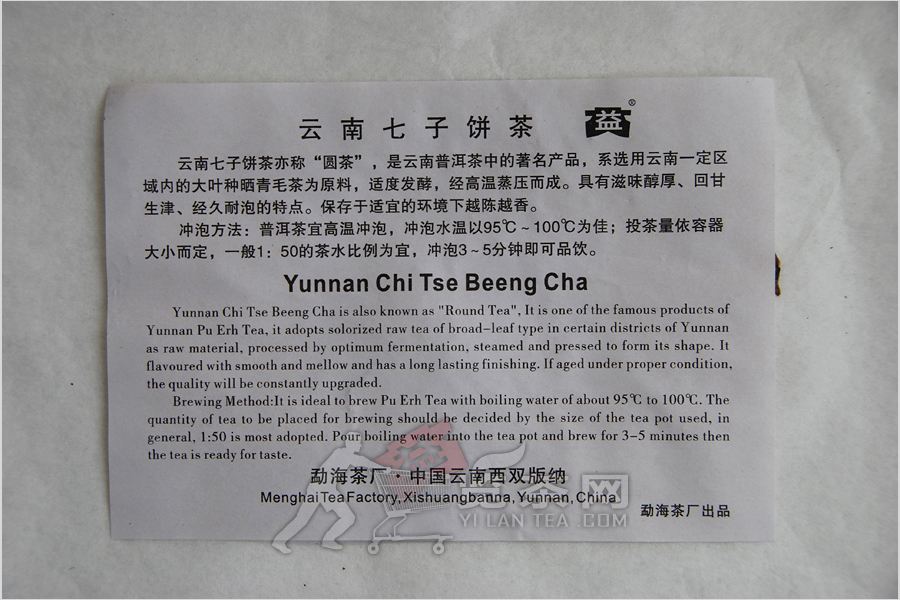 云南七子饼茶 益®
云南七子饼茶亦称“圆茶”，是云南普洱茶中的著名产品，系选用云南一定区
域内的大叶种晒青毛茶为原料，适度发酵，经高温蒸压而成。具有滋味醇厚、回甘
生津、经久耐泡的特点。保存于适宜的环境下越陈越香。
冲泡方法：普洱茶宜高温冲泡，冲泡水温以95℃～100℃为佳；投茶量依容器
大小而定，一般1：50的茶水比例为宜，冲泡3～5分钟即可品饮。
Yunnan Chi Tse Beeng Cha
Yunnan Chi Tse Beeng Cha is also known as "Round Tea", It is one of the famous products of
Yunnan Pu Erh Tea, it adopts solorized raw tea of broad-leaf type in certain districts of Yunnan
as raw material, processed by optimum fermentation, steamed and pressed to form its shape. It
flavoured with smooth and mellow and has a long lasting finishing. If aged under proper condition,
the quality will be constantly upgraded.
Brewing Method:It is ideal to brew Pu Erh Tea with boiling water of about 95℃ to 100℃. The
quantity of tea to be placed for brewing should be decided by the size of the tea pot used, in
general, 1:50 is most adopted. Pour boiling water into the tea pot and brew for 3-5 minutes then
the tea is ready for taste.
勐海茶厂·中国云南西双版纳
Menghai Tea Factory, Xishuangbanna, Yunnen, China
勐海茶厂出品
览茶网
YI LAN TEA .COM